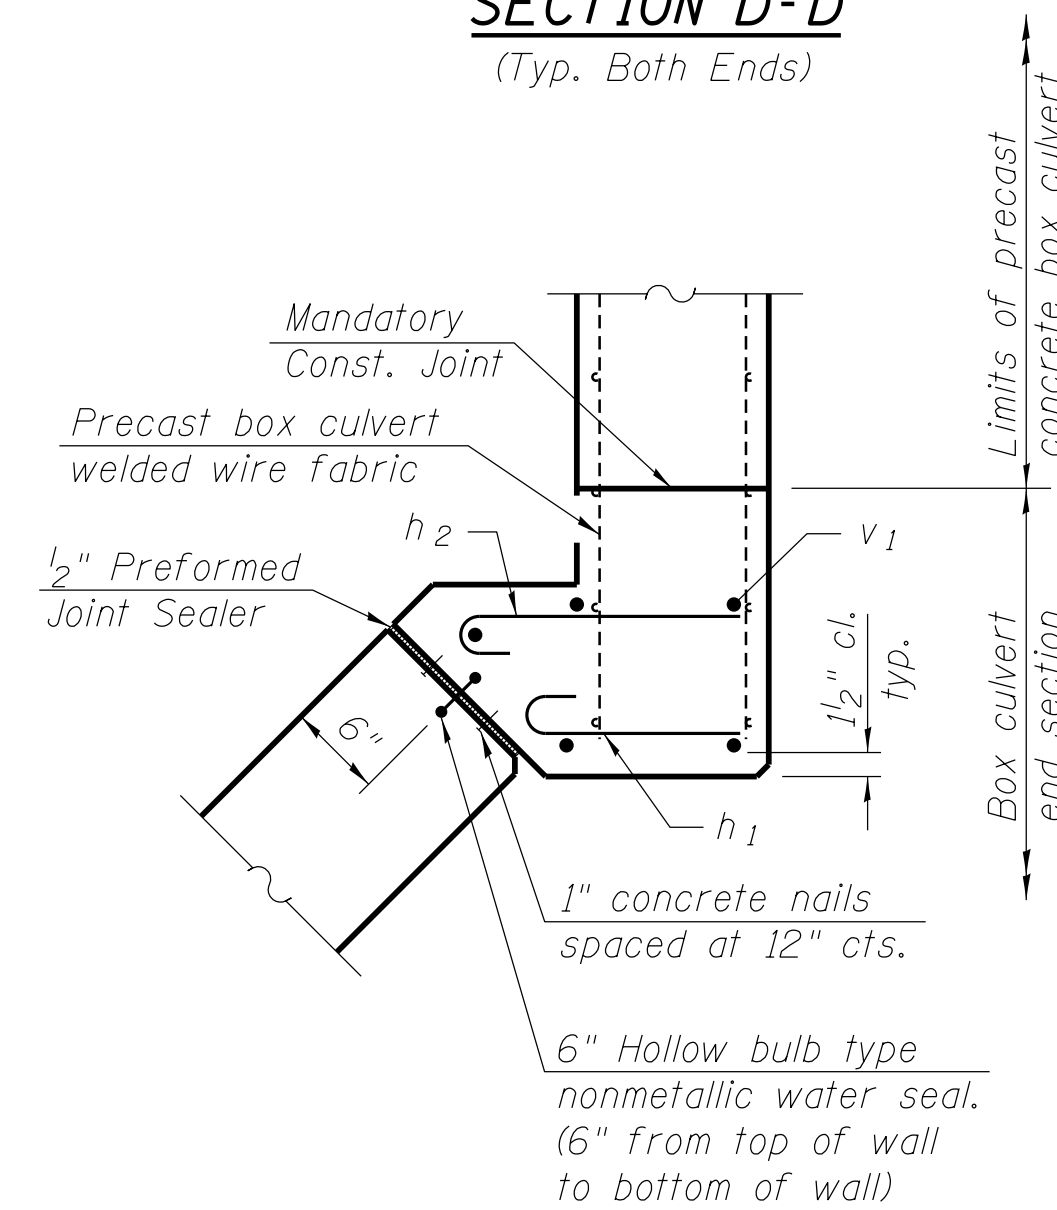 SECTION D-D
(Typ. Both Ends)
Limits of precast
concrete box culvert
Mandatory
Const. Joint
Precast box culvert
welded wire fabric
h2
v1
1/2" Preformed
Joint Sealer
1 1/2" cl.
typ.
6"
h1
Box culvert
end section
1" concrete nails
spaced at 12" cts.
6" Hollow bulb type
nonmetallic water seal.
(6" from top of wall
to bottom of wall)